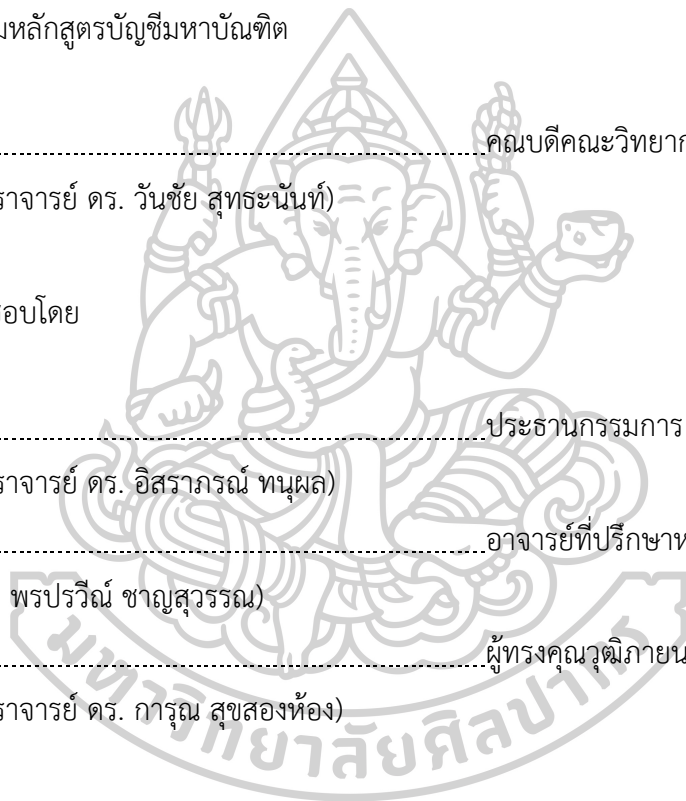 มหลักสูตรบัญชีมหาบัณฑิต
คณบดีคณะวิทยาก
ราจารย์ ดร. วันชัย สุทธะนันท์)
สอบโดย
ประธานกรรมการ
ราจารย์ ดร. อิสราภรณ์ ทนุผล)
อาจารย์ที่ปรึกษาห
พรปรวีณ์ ชาญสุวรรณ)
ผู้ทรงคุณวุฒิภายน
ราจารย์ ดร. การุณ สุขสองห้อง)
มหาวิทยาลัยศิลปากร